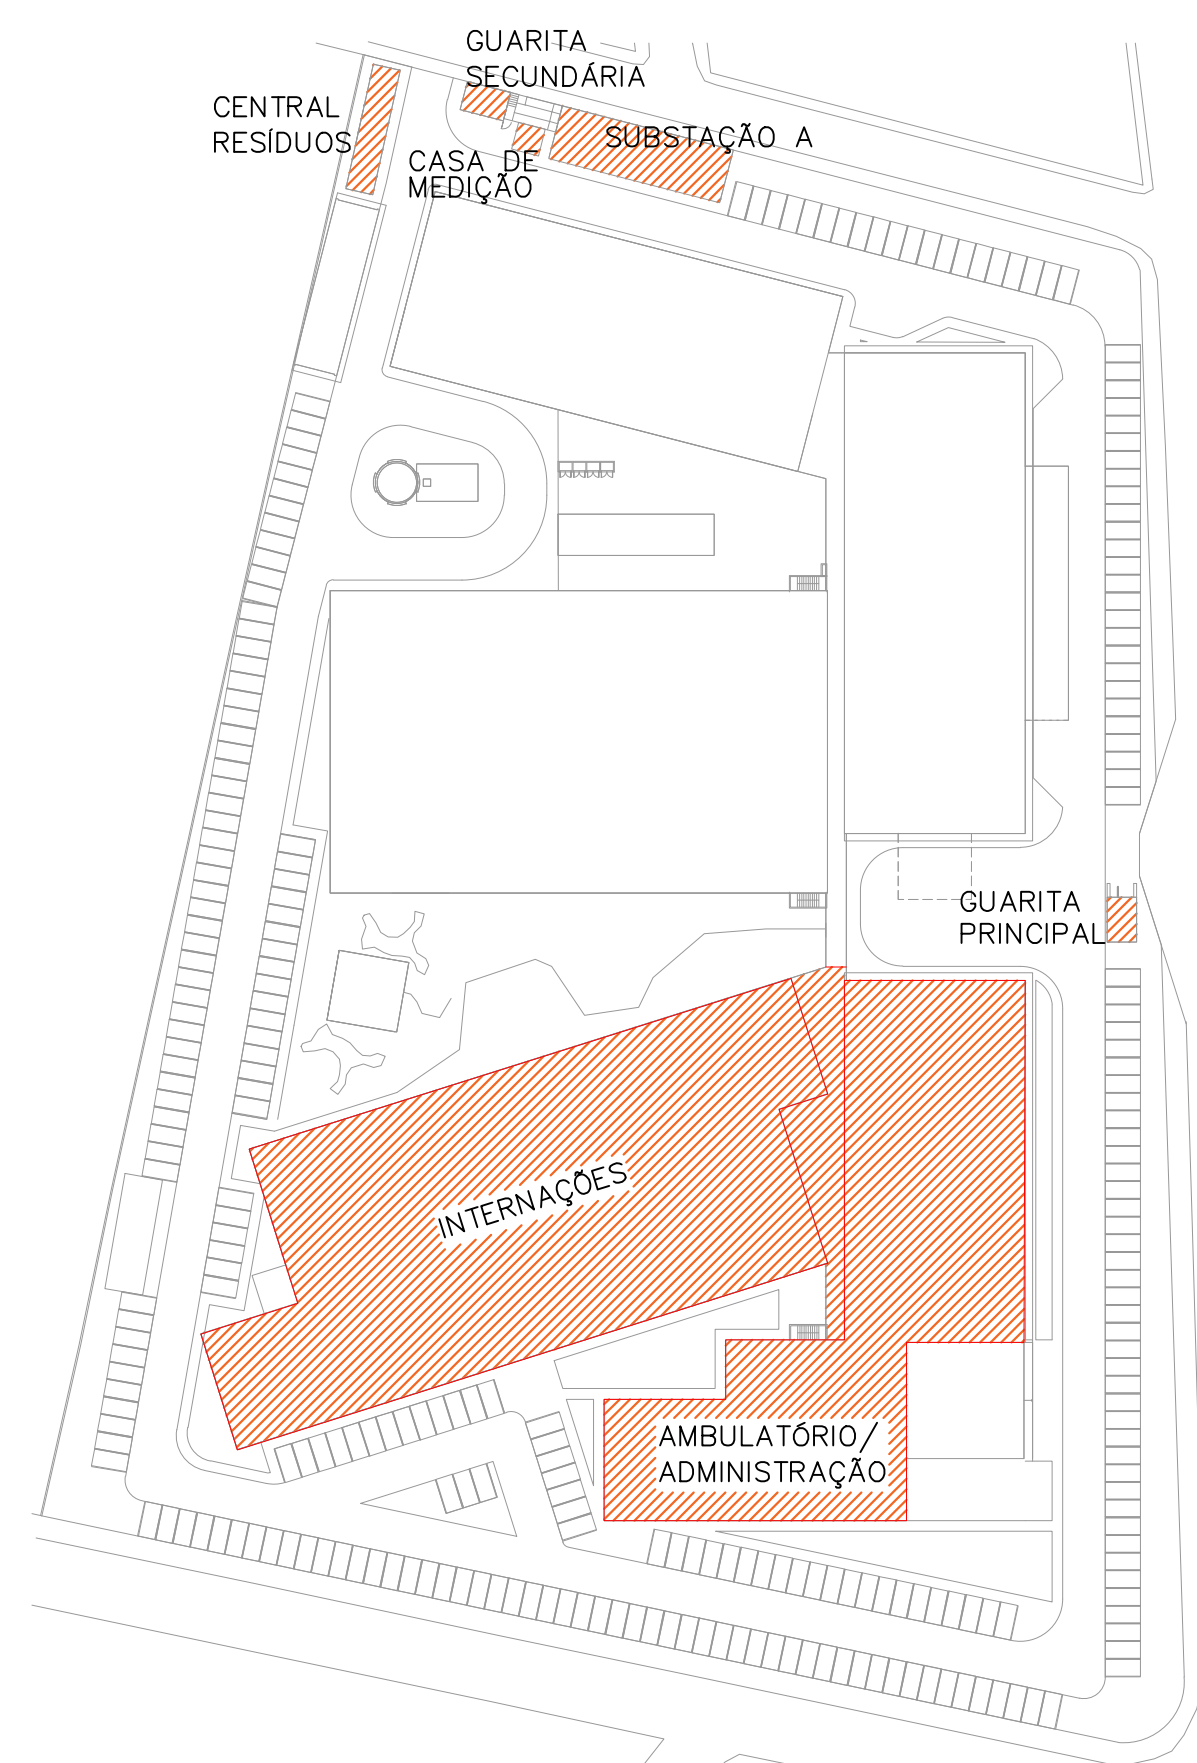 GUARITA
SECUNDÁRIA
CENTRAL
RESÍDUOS
SUBSTAÇÃO A
CASA DE
MEDIÇÃO
GUARITA
PRINCIPAL
INTERNAÇÕES
AMBULATÓRIO/
ADMINISTRAÇÃO